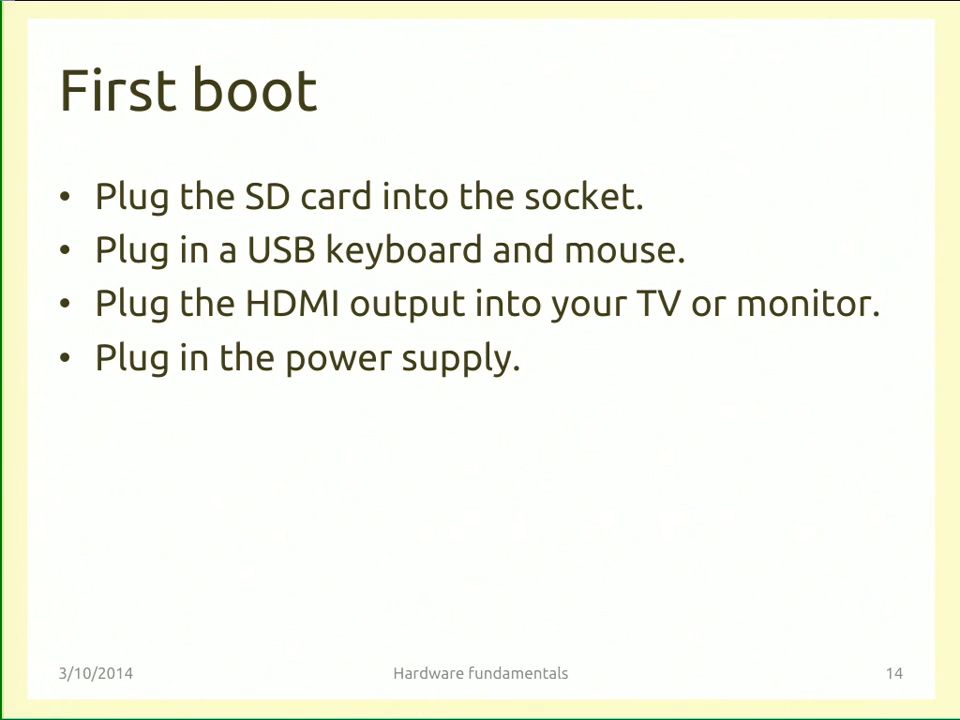 First boot
• Plug the SD card into the socket.
• Plug in a USB keyboard and mouse.
• Plug the HDMI output into your TV or monitor.
• Plug in the power supply.
3/10/2014
Hardware fundamentals
14